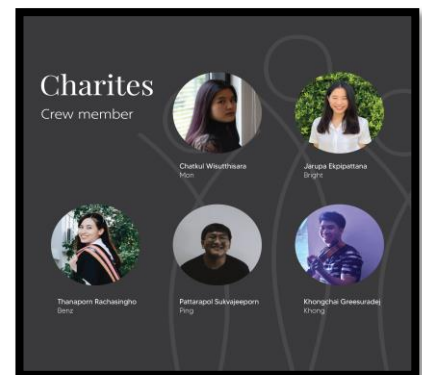 Charites
Crew member
Chatkul Wisutthisara
Mon
Jarupa Ekpipattana
Bright
Thanaporn Rachasingho
Benz
Pattarapol Sukvajeeporn
Ping
Khongchai Greesuradej
Khong